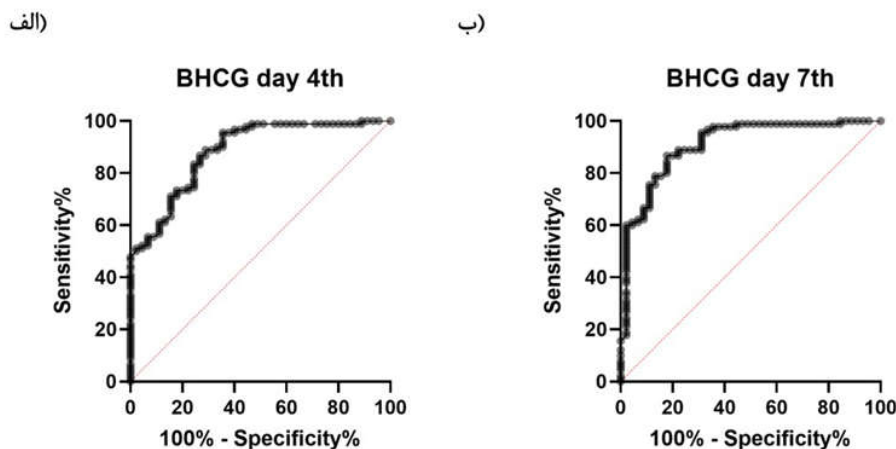 الف)
BHCG day 4th
Sensitivity%
100
80
60
40
20
0
0 20 40 60 80 100
100% - Specificity%
ب)
BHCG day 7th
Sensitivity%
100
80
60
40
20
0
0 20 40 60 80 100
100% - Specificity%